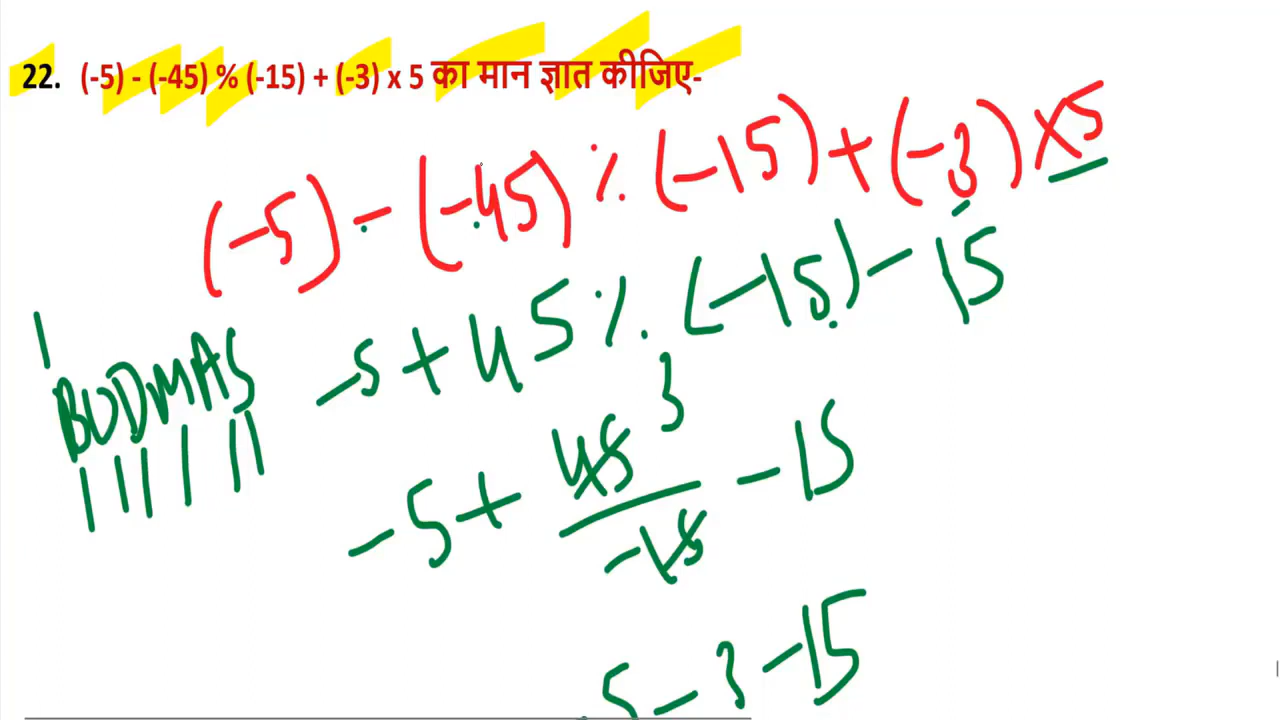 22. (-5) - (-45) % (-15) + (-3) x 5 का मान ज्ञात कीजिए-
(-5) - (-45) % (-15) + (-3) x5
-5 + 45 % (-15) - 15
BODMAS
3
-5 + 45/-15 - 15
5 - 3 - 15